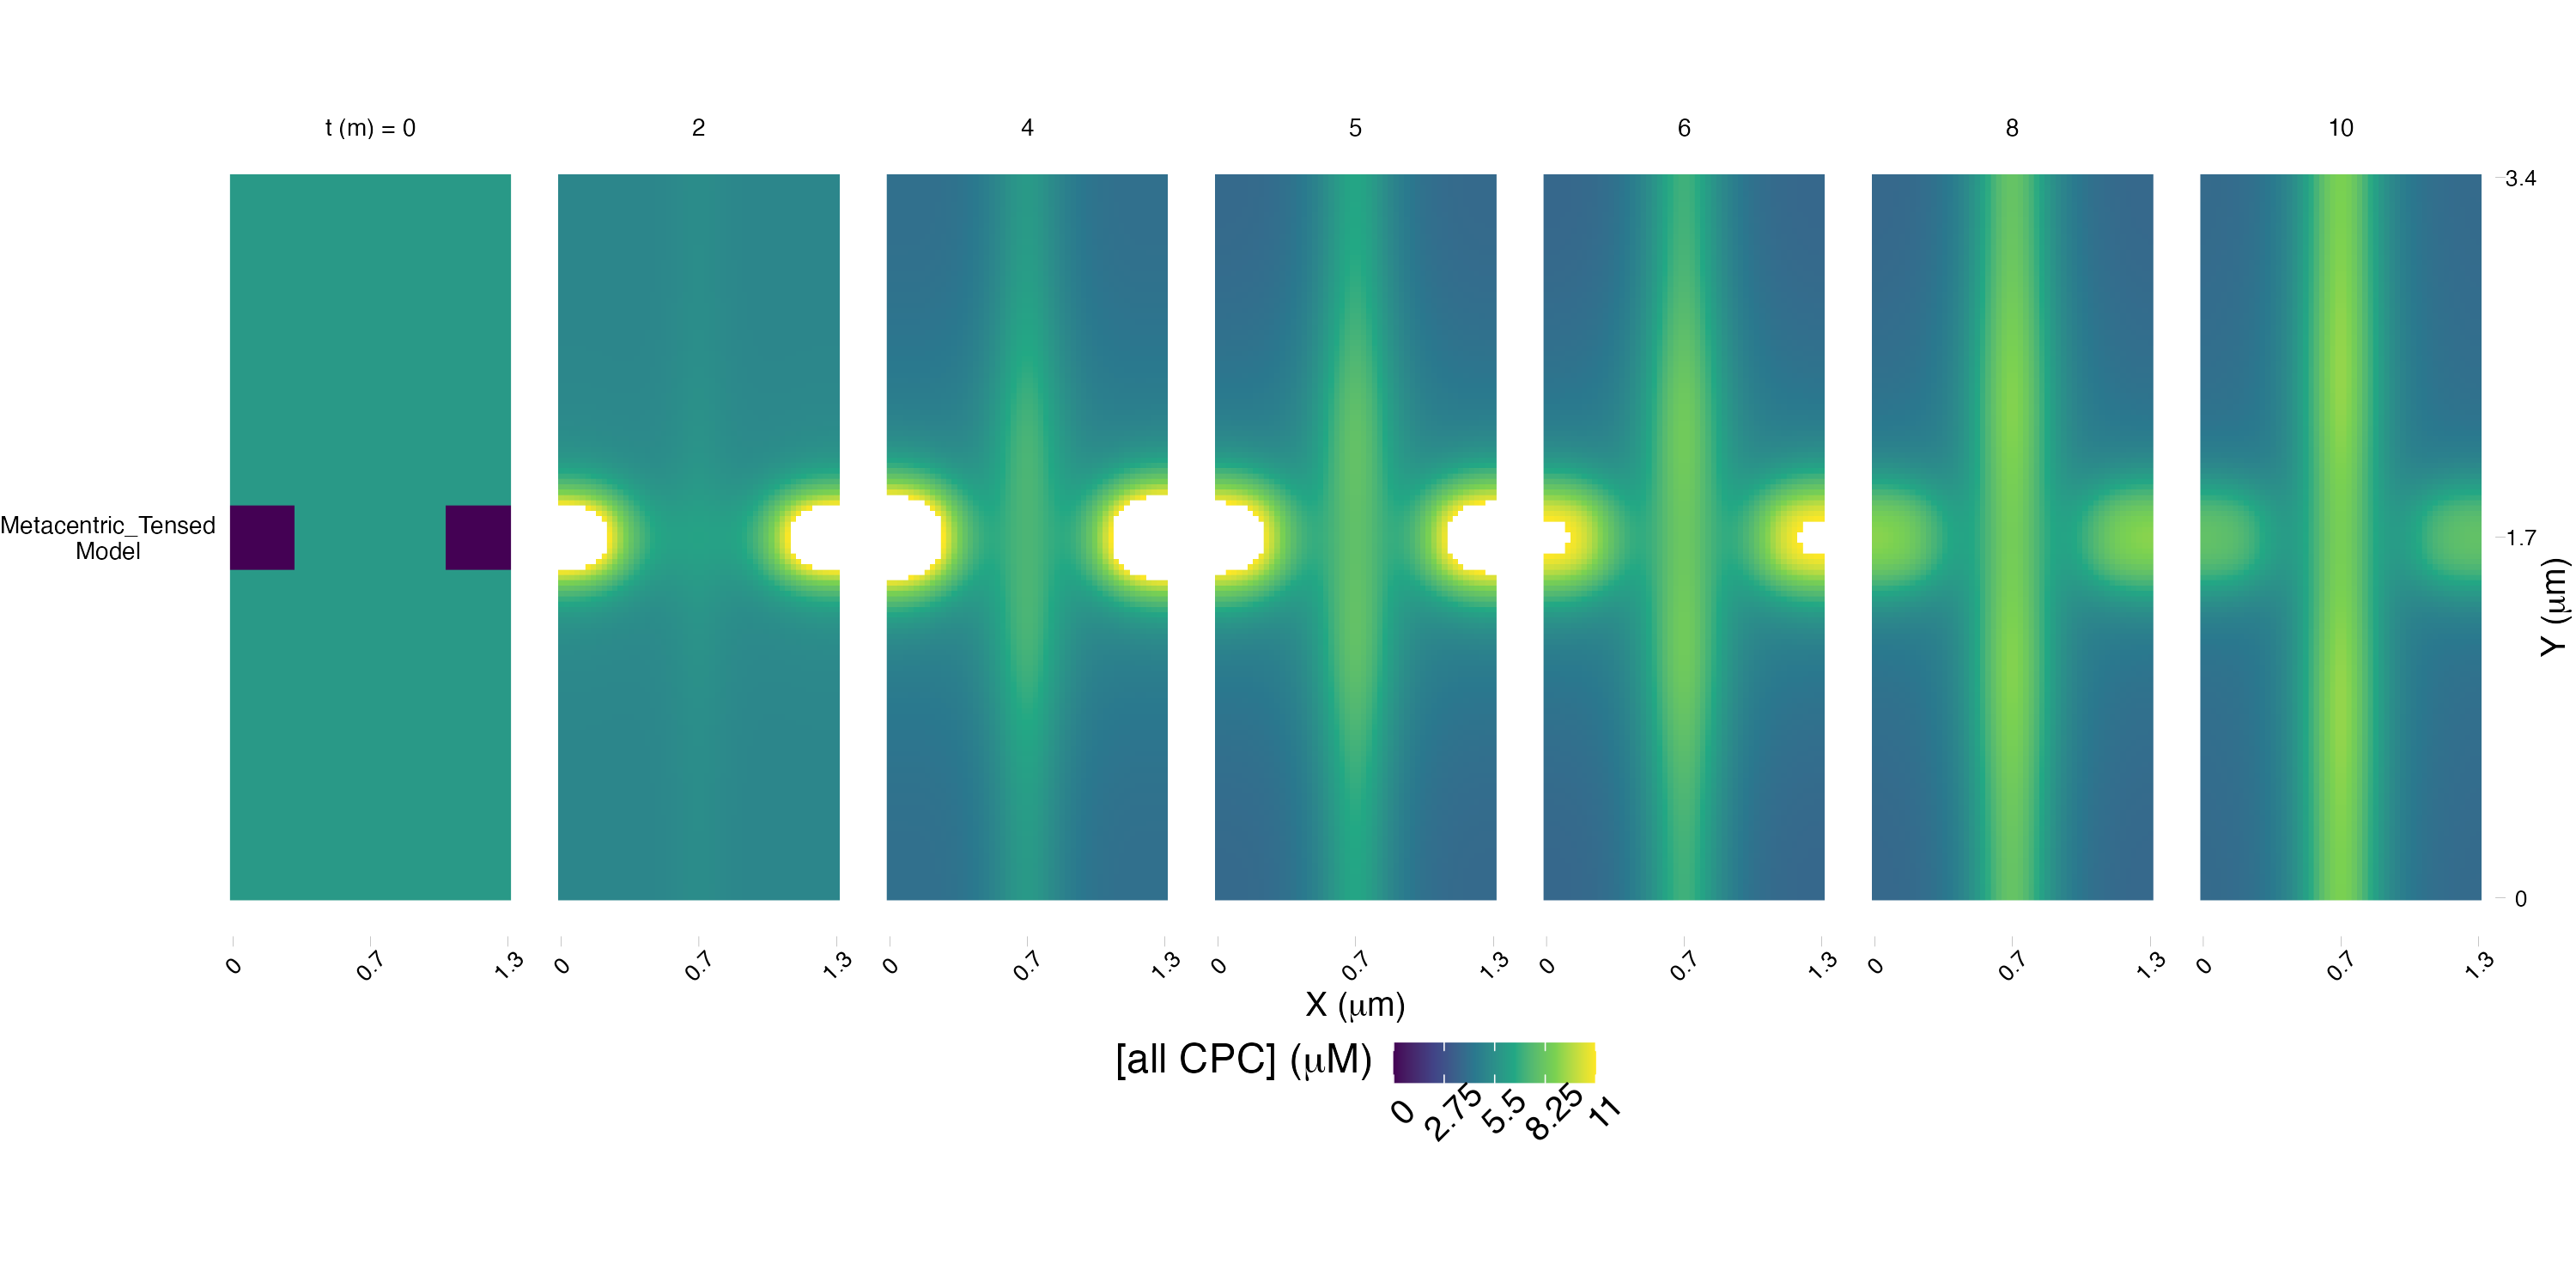 t (m) = 0 2 4 5 6 8 10
Metacentric_Tensed
Model
3.4
1.7
0
Y (μm)
0 0.7 1.3 0 0.7 1.3 0 0.7 1.3 0 0.7 1.3 0 0.7 1.3 0 0.7 1.3 0 0.7 1.3
X (μm)
[all CPC] (μM)
0 2.75 5.5 8.25 11